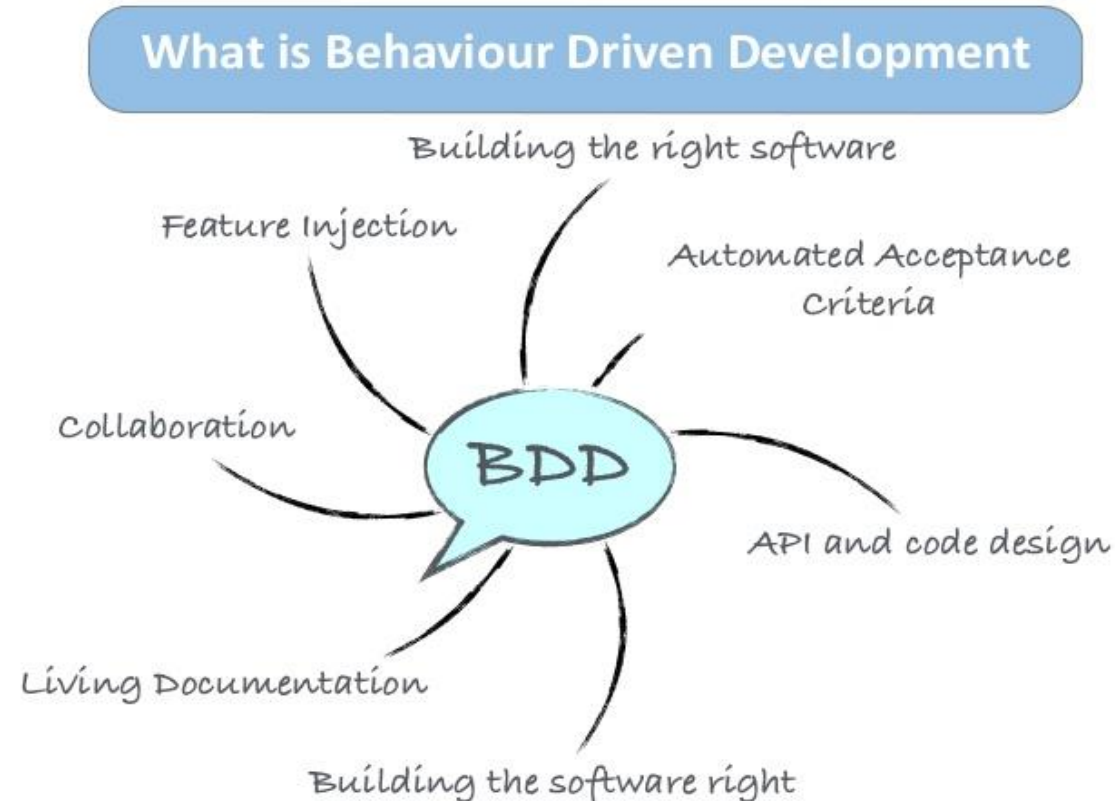 What is Behaviour Driven Development
Building the right software
Feature Injection
Automated Acceptance
Criteria
Collaboration
BDD
API and code design
Living Documentation
Building the software right